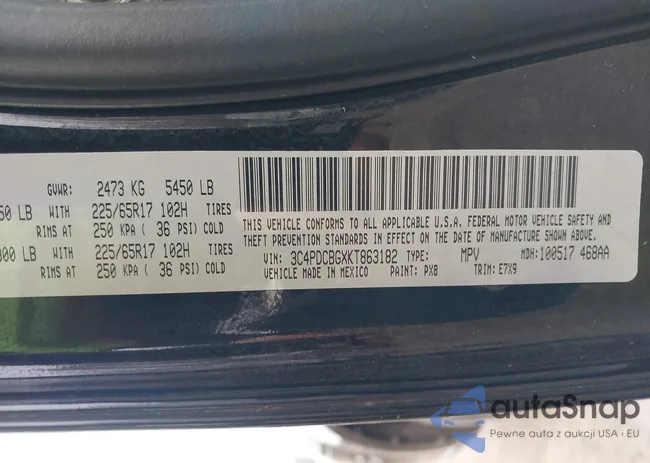 GVWR: 2473 KG 5450 LB
50 LB WITH 225/65R17 102H TIRES
RIMS AT 250 KPA ( 36 PSI) COLD
000 LB WITH 225/65R17 102H TIRES
RIMS AT 250 KPA ( 36 PSI) COLD
THIS VEHICLE CONFORMS TO ALL APPLICABLE U.S.A. FEDERAL MOTOR VEHICLE SAFETY AND
THEFT PREVENTION STANDARDS IN EFFECT ON THE DATE OF MANUFACTURE SHOWN ABOVE.
VIN: 3C4PDCBGXKT863182 TYPE: MPV MDH: 100517 468AA
VEHICLE MADE IN MEXICO PAINT: PX8 TRIM: E7X9
autaSnap
Pewne auta z aukcji USA i EU